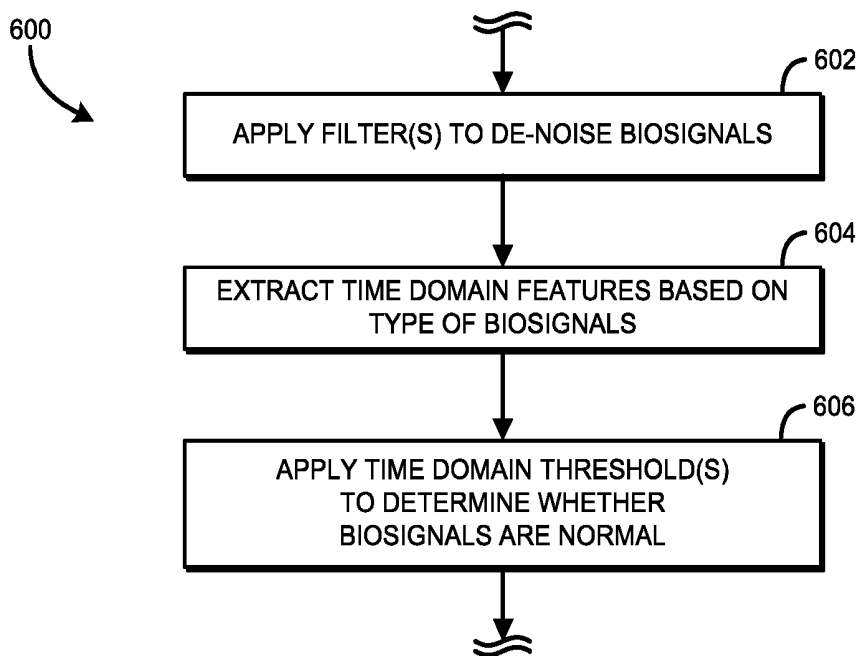 600
602
APPLY FILTER(S) TO DE-NOISE BIOSIGNALS
604
EXTRACT TIME DOMAIN FEATURES BASED ON
TYPE OF BIOSIGNALS
606
APPLY TIME DOMAIN THRESHOLD(S)
TO DETERMINE WHETHER
BIOSIGNALS ARE NORMAL